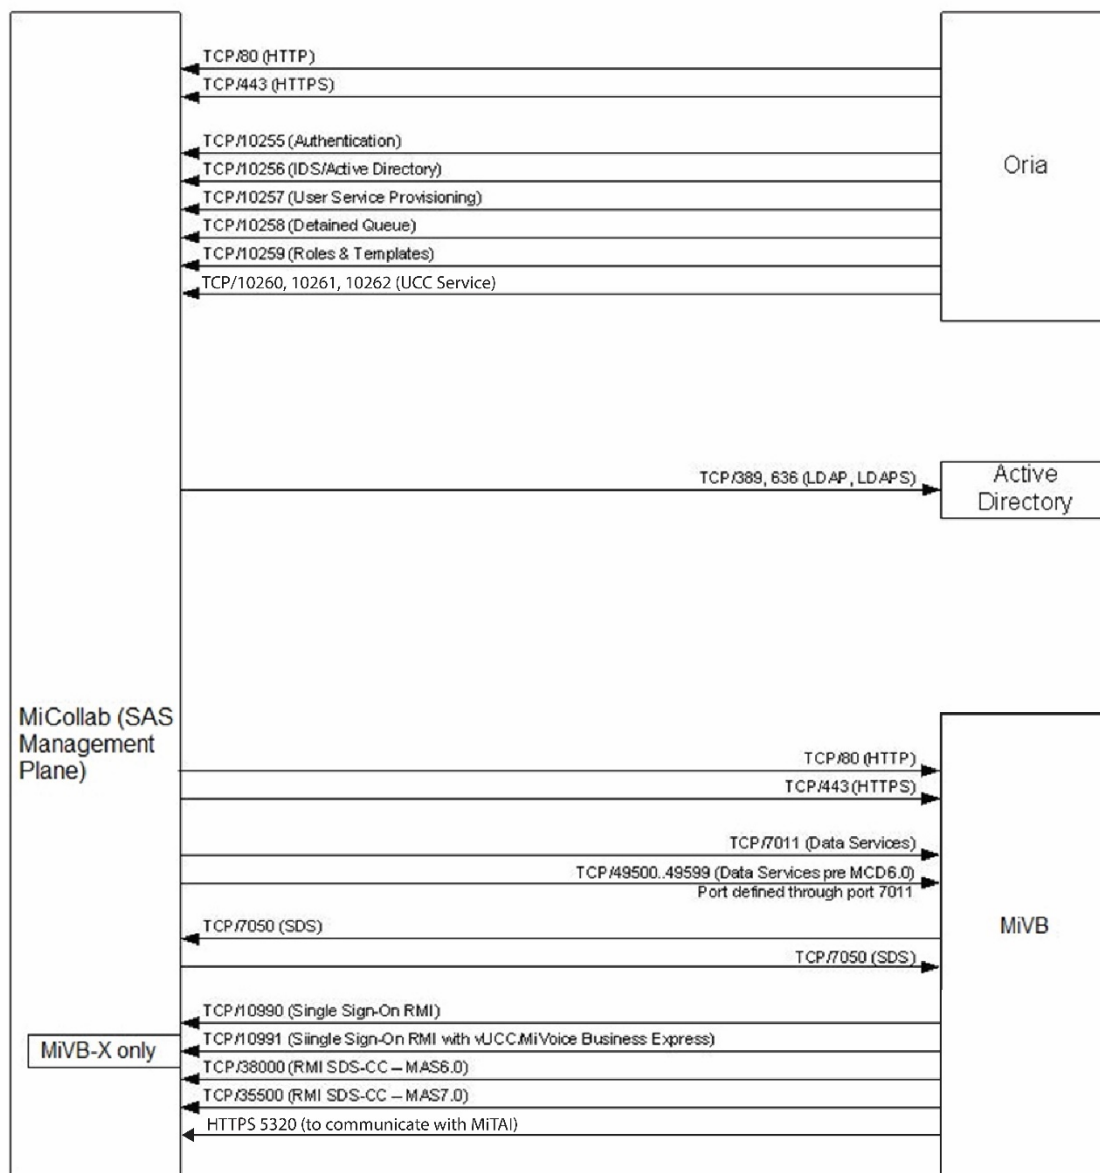 TCP/80 (HTTP)
TCP/443 (HTTPS)
TCP/10255 (Authentication)
TCP/10256 (IDS/Active Directory)
TCP/10257 (User Service Provisioning)
TCP/10258 (Detained Queue)
TCP/10259 (Roles & Templates)
TCP/10260, 10261, 10262 (UCC Service)
Oria
TCP/389, 636 (LDAP, LDAPS)
Active
Directory
MiCollab (SAS
Management
Plane)
TCP/80 (HTTP)
TCP/443 (HTTPS)
TCP/7011 (Data Services)
TCP/49500..49599 (Data Services pre MCD6.0)
Port defined through port 7011
TCP/7050 (SDS)
TCP/7050 (SDS)
MiVB
TCP/10990 (Single Sign-On RMI)
TCP/10991 (Siingle Sign-On RMI with vUCC/MiVoice Business Express)
MiVB-X only
TCP/38000 (RMI SDS-CC – MAS6.0)
TCP/35500 (RMI SDS-CC – MAS7.0)
HTTPS 5320 (to communicate with MiTAI)